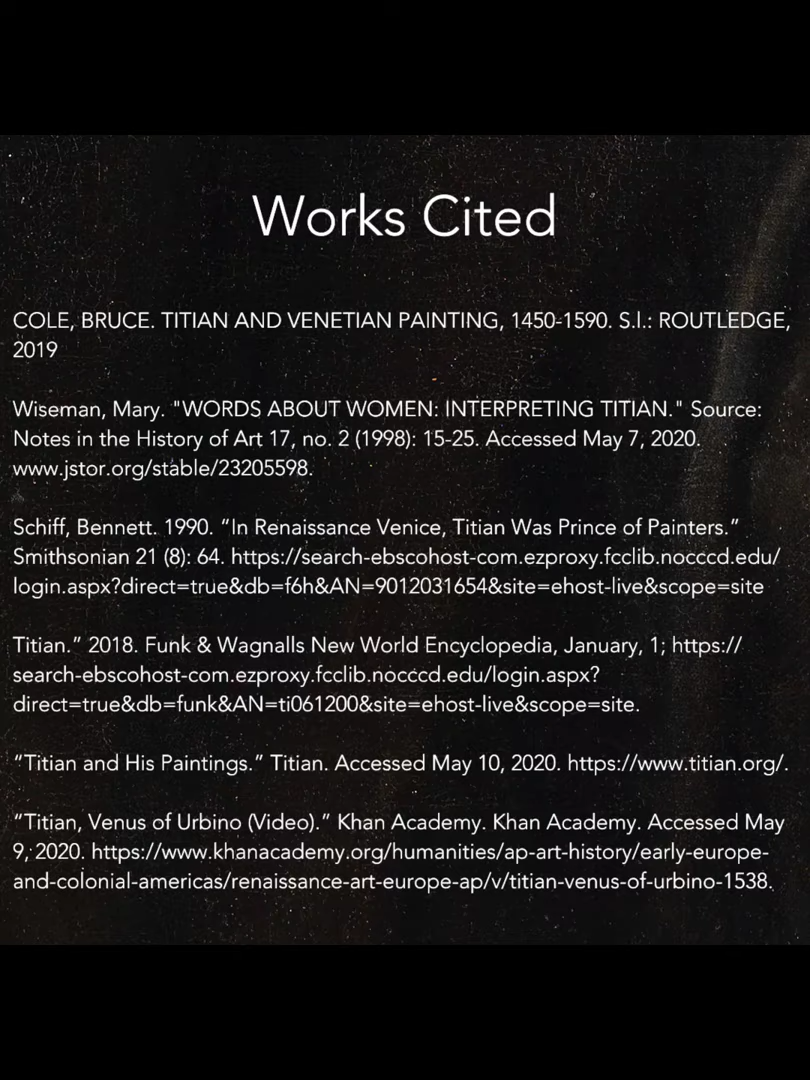 Works Cited
COLE, BRUCE. TITIAN AND VENETIAN PAINTING, 1450-1590. S.l.: ROUTLEDGE,
2019
Wiseman, Mary. "WORDS ABOUT WOMEN: INTERPRETING TITIAN." Source:
Notes in the History of Art 17, no. 2 (1998): 15-25. Accessed May 7, 2020.
www.jstor.org/stable/23205598.
Schiff, Bennett. 1990. “In Renaissance Venice, Titian Was Prince of Painters.”
Smithsonian 21 (8): 64. https://search-ebscohost-com.ezproxy.fcclib.nocccd.edu/
login.aspx?direct=true&db=f6h&AN=9012031654&site=ehost-live&scope=site
Titian.” 2018. Funk & Wagnalls New World Encyclopedia, January, 1; https://
search-ebscohost-com.ezproxy.fcclib.nocccd.edu/login.aspx?
direct=true&db=funk&AN=ti061200&site=ehost-live&scope=site.
“Titian and His Paintings.” Titian. Accessed May 10, 2020. https://www.titian.org/.
“Titian, Venus of Urbino (Video).” Khan Academy. Khan Academy. Accessed May
9, 2020. https://www.khanacademy.org/humanities/ap-art-history/early-europe-
and-colonial-americas/renaissance-art-europe-ap/v/titian-venus-of-urbino-1538.